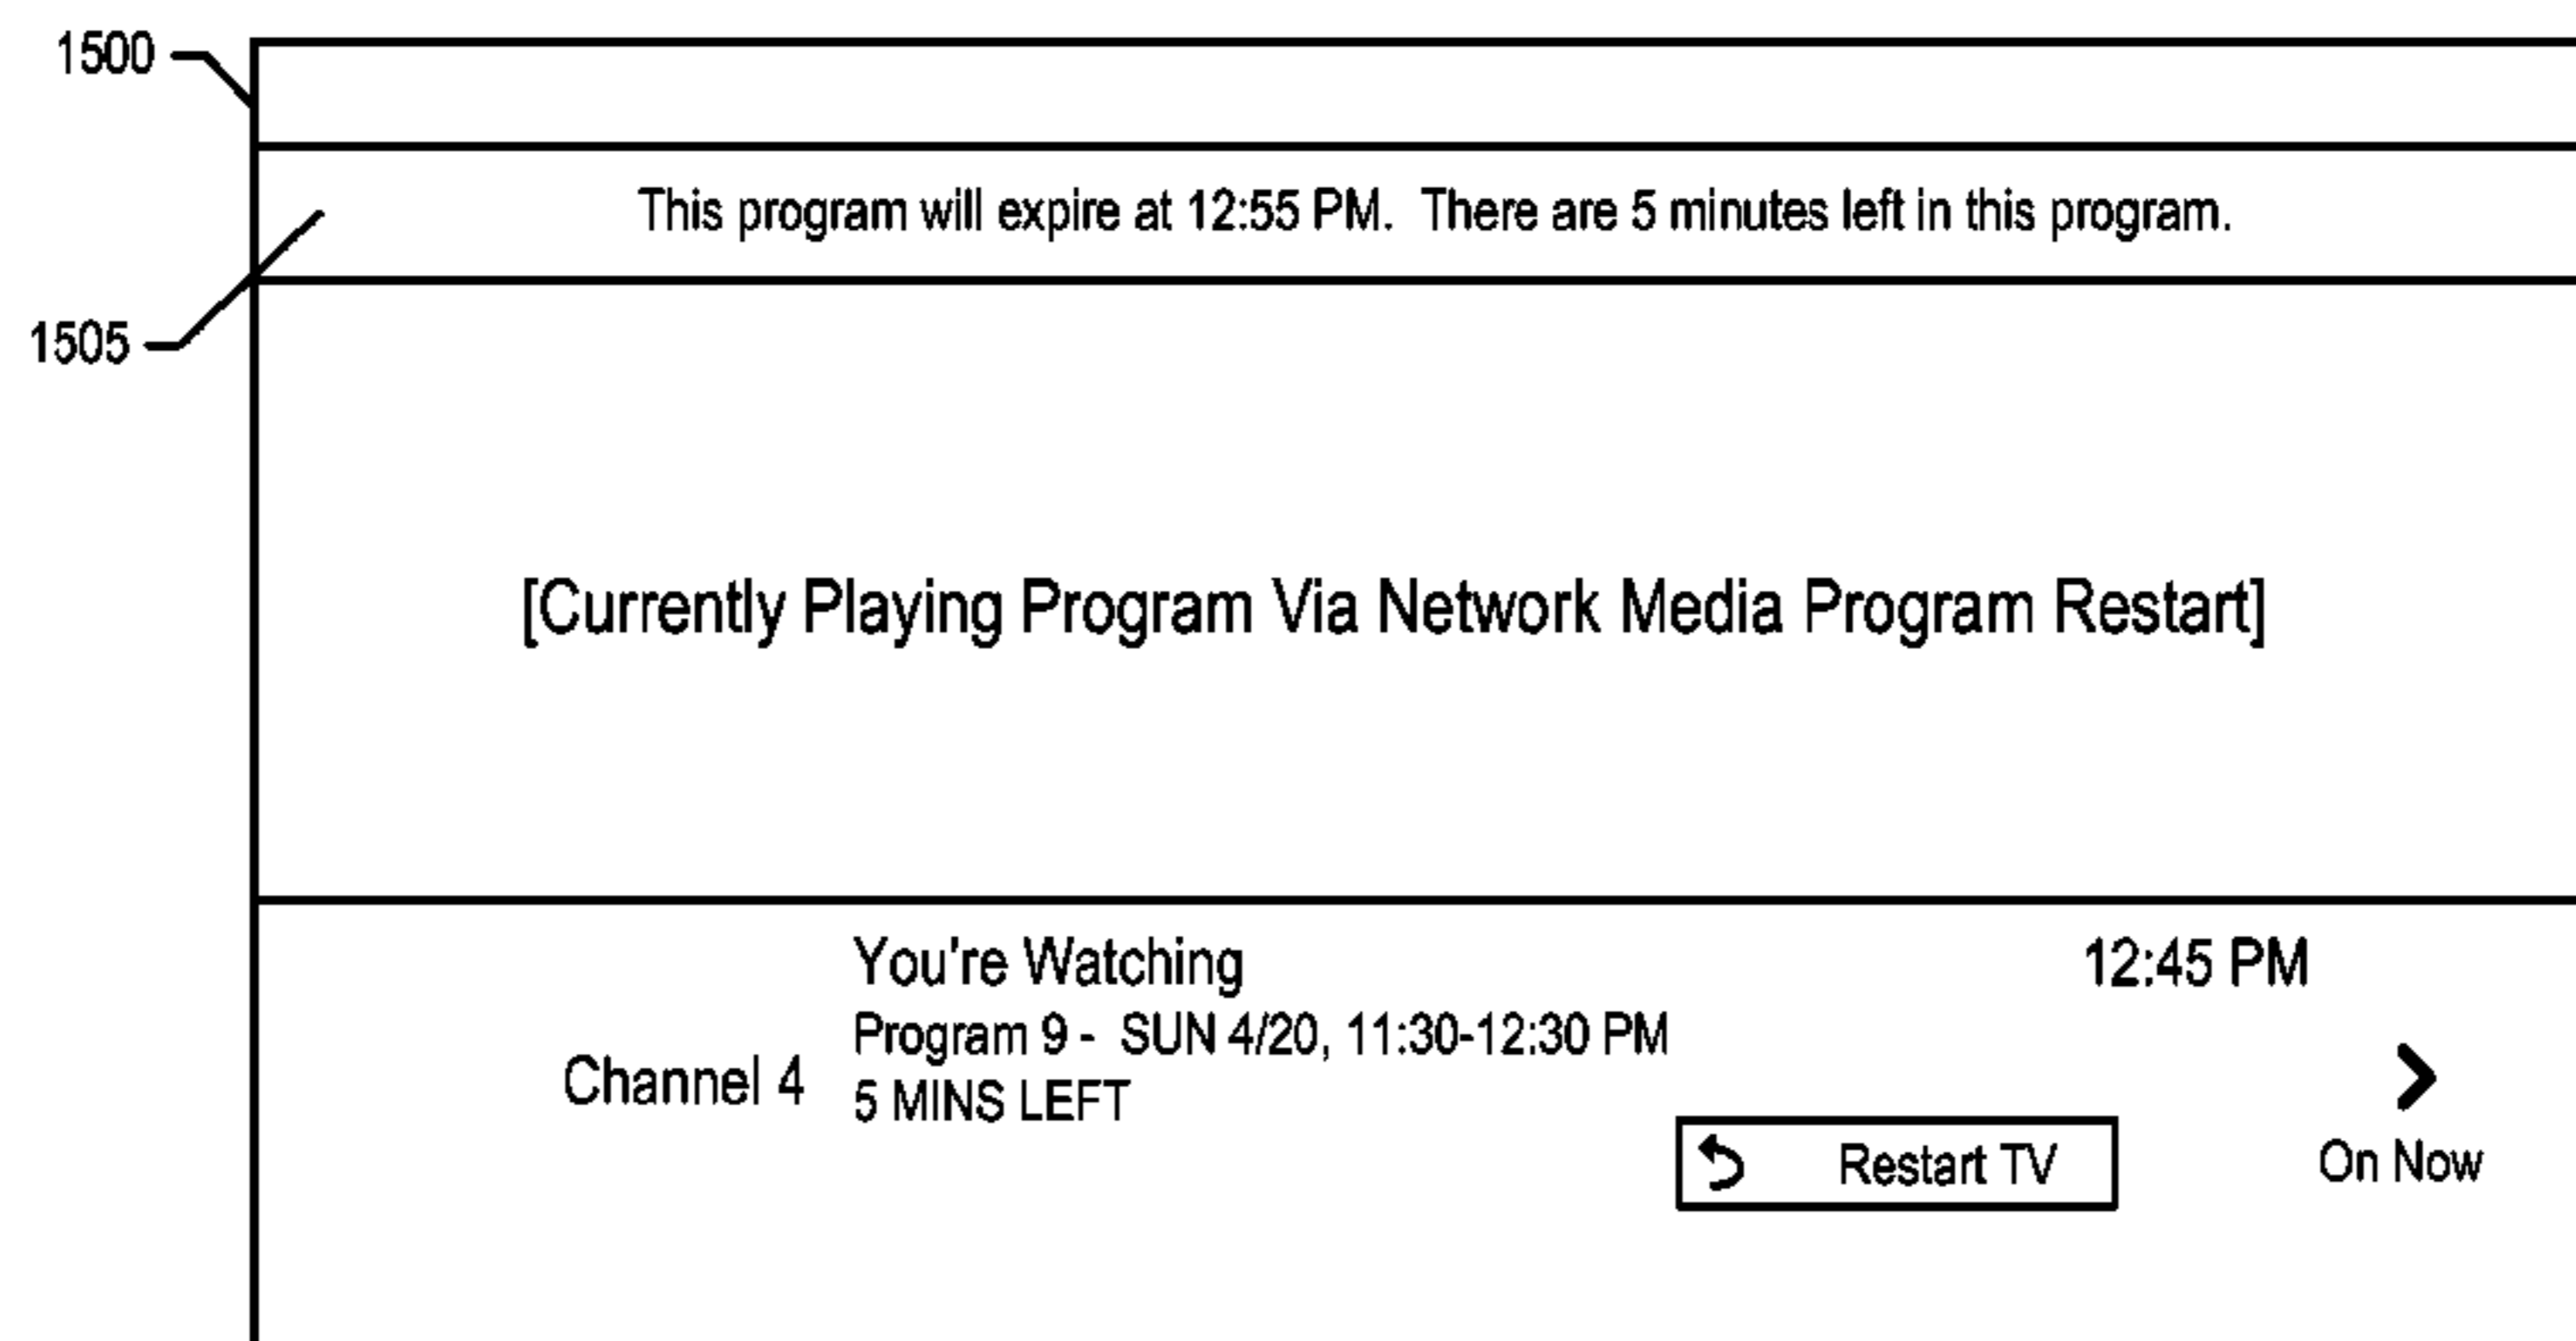 1500
This program will expire at 12:55 PM. There are 5 minutes left in this program.
1505
[Currently Playing Program Via Network Media Program Restart]
You're Watching
12:45 PM
Program 9 - SUN 4/20, 11:30-12:30 PM
Channel 4
5 MINS LEFT
Restart TV
On Now